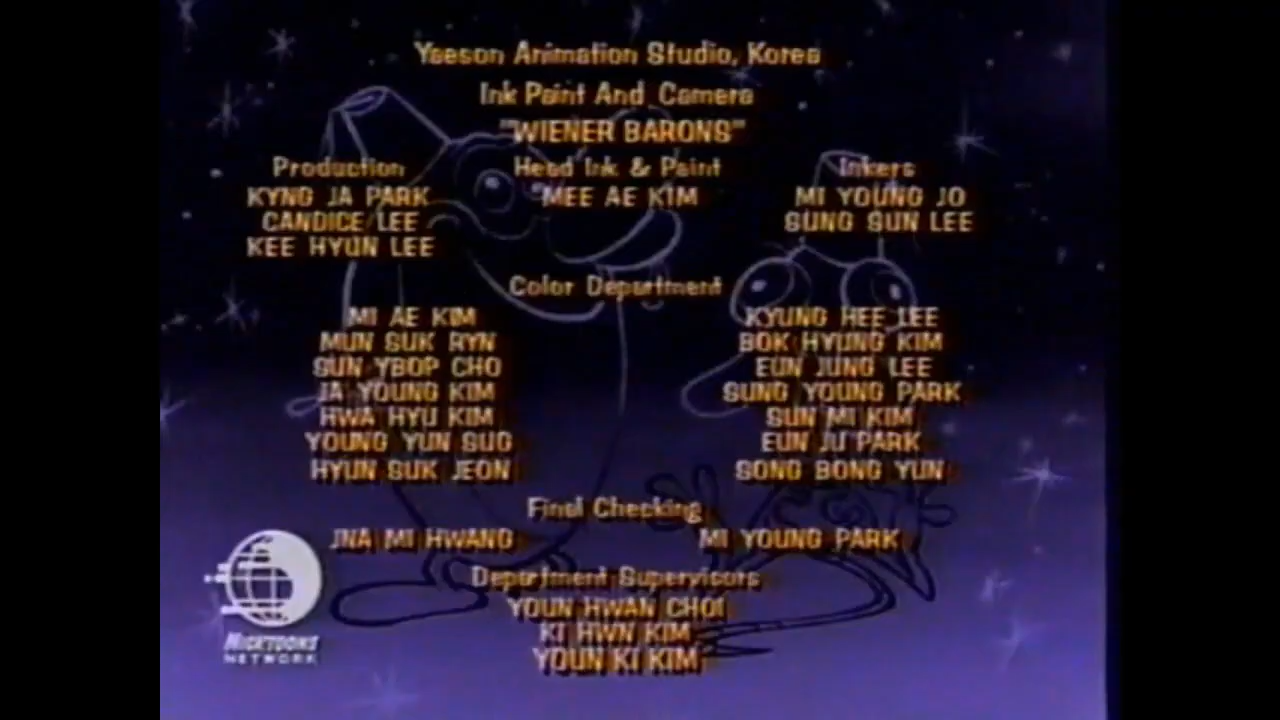 Yaeson Animation Studio, Korea
Ink Paint And Camera
"WIENER BARONS"
Production
KYNG JA PARK
CANDICE LEE
KEE HYUN LEE
Head Ink & Paint
MEE AE KIM
Inkers
MI YOUNG JO
SUNG SUN LEE
Color Department
MI AE KIM
MUN SUK RYN
SUN YBOP CHO
JA YOUNG KIM
HWA HYU KIM
YOUNG YUN SUO
HYUN SUK JEON
KYUNG HEE LEE
BOK HYUNG KIM
EUN JUNG LEE
SUNG YOUNG PARK
SUN MI KIM
EUN JU PARK
SONG BONG YUN
Final Checking
JNA MI HWANG
MI YOUNG PARK
Department Supervisors
YOUN HWAN CHOI
KI HWN KIM
YOUN KI KIM
NICKTOONS
NETWORK